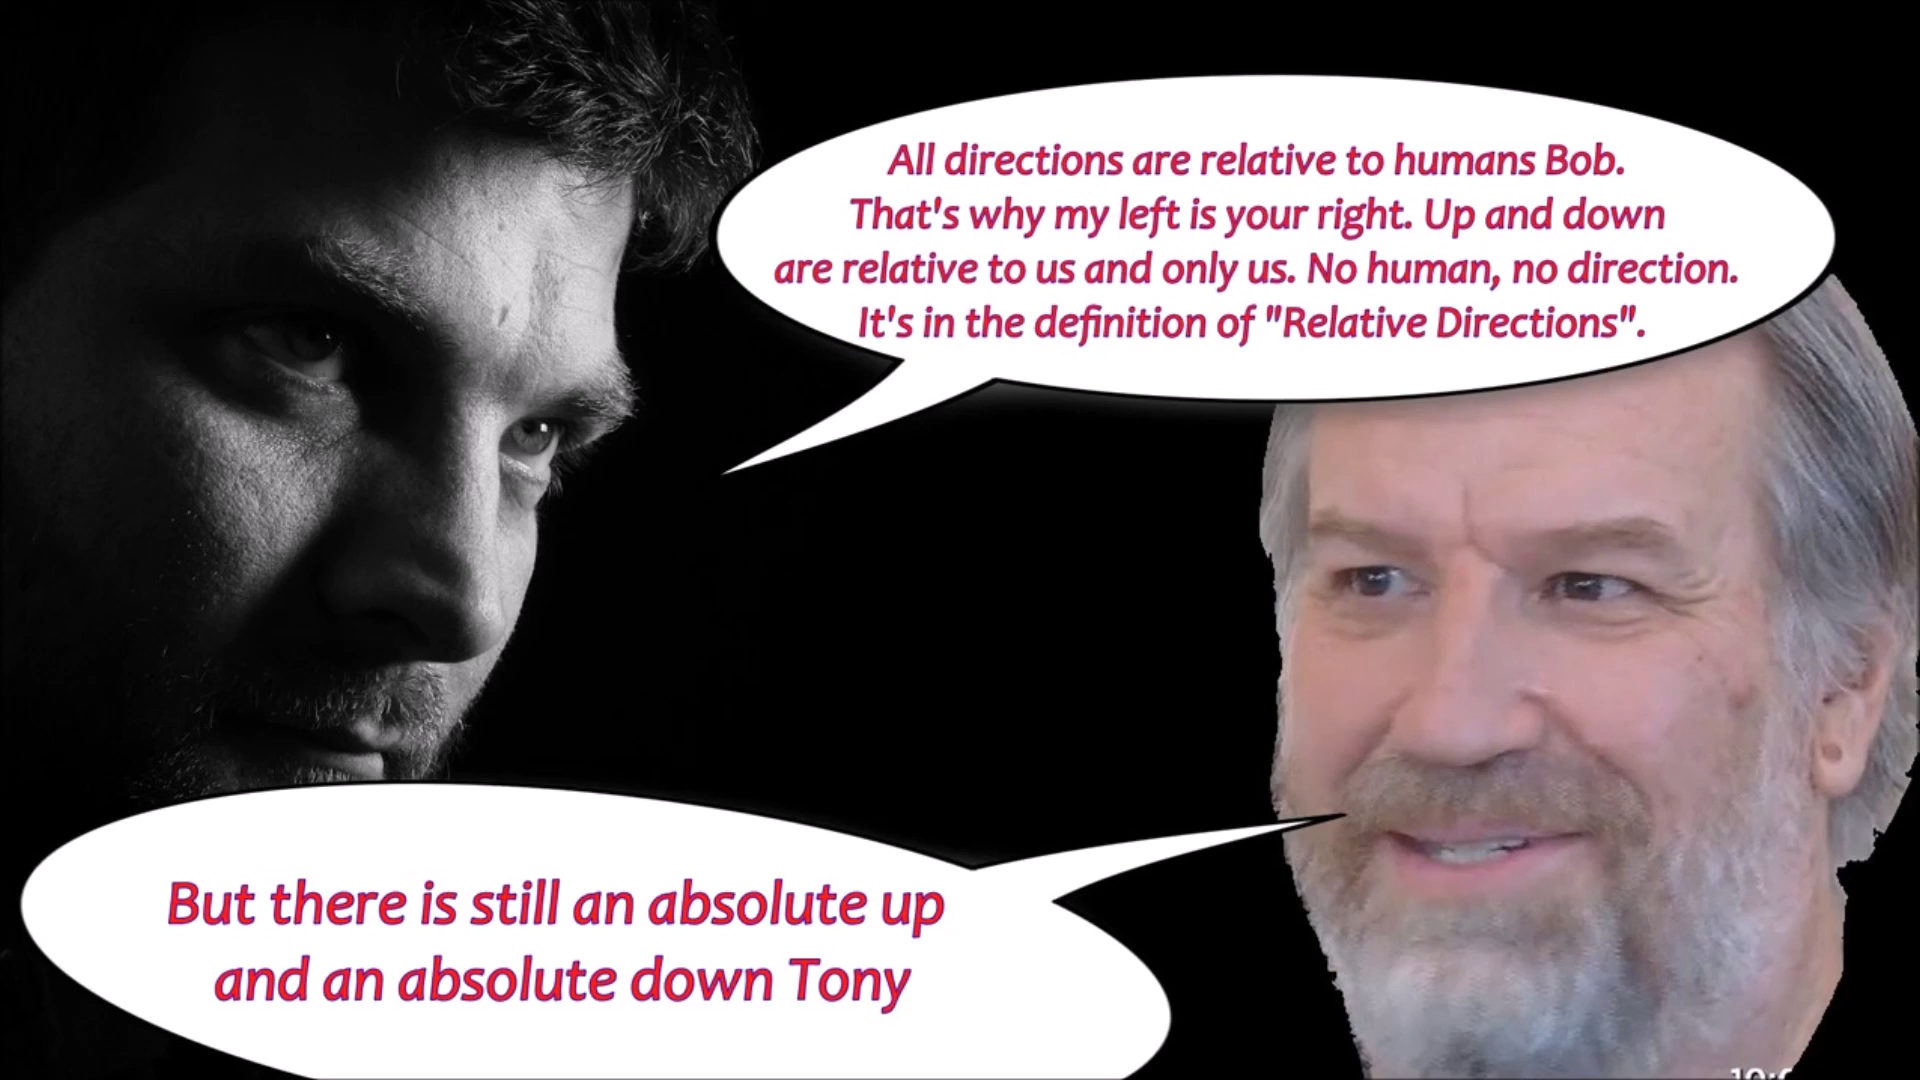 All directions are relative to humans Bob.
That's why my left is your right. Up and down
are relative to us and only us. No human, no direction.
It's in the definition of "Relative Directions".
But there is still an absolute up
and an absolute down Tony